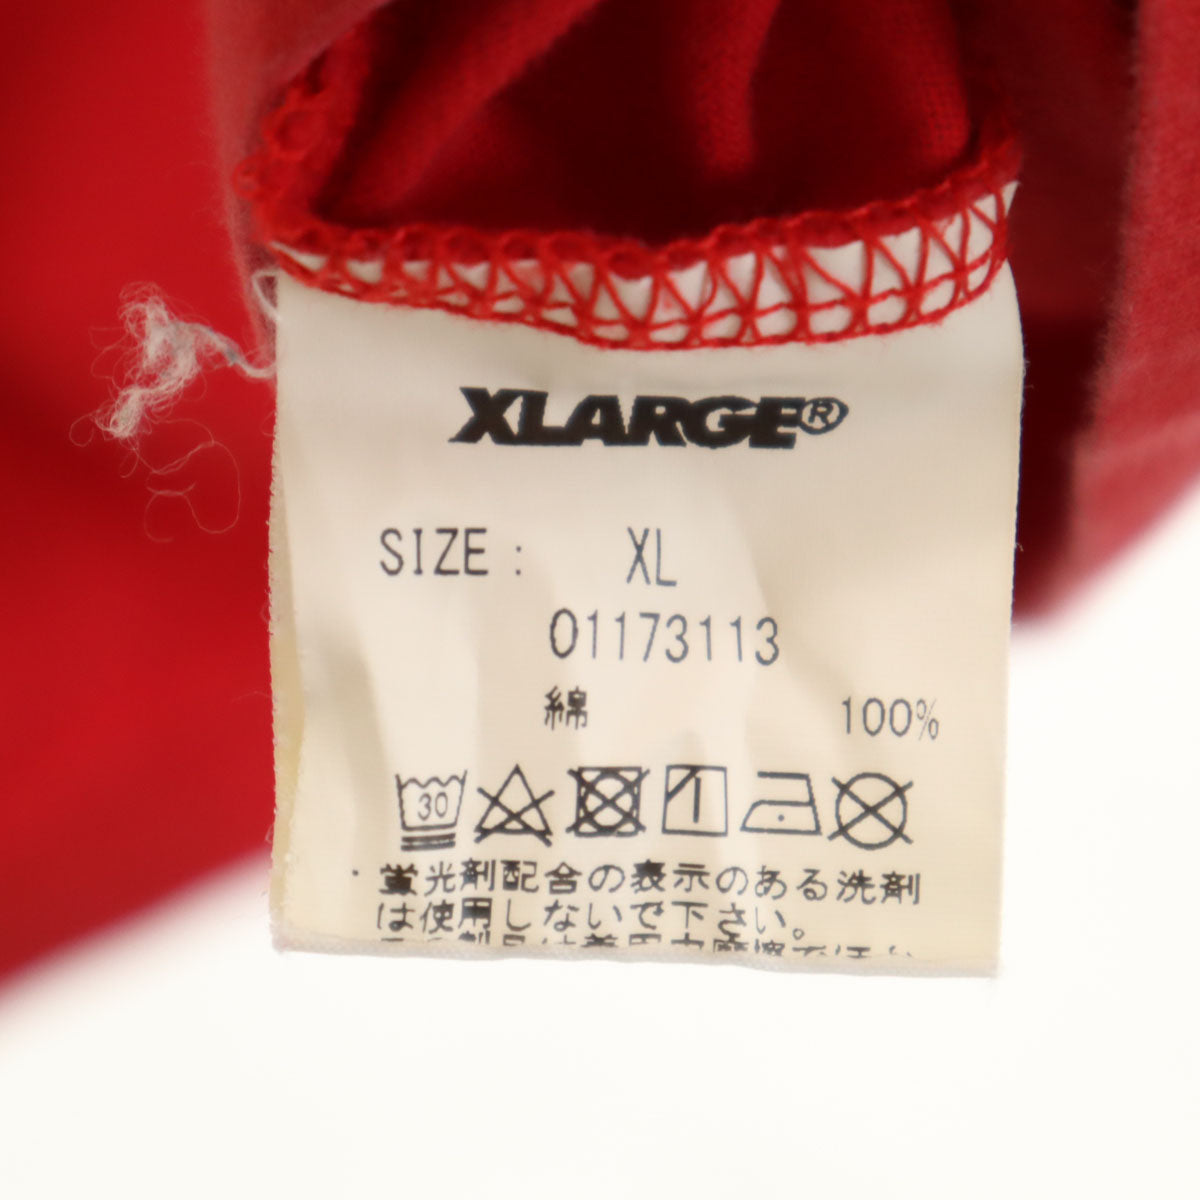 XLARGE®
SIZE : XL
01173113
綿 100%
30
・蛍光剤配合の表示のある洗剤
は使用しないで下さい。